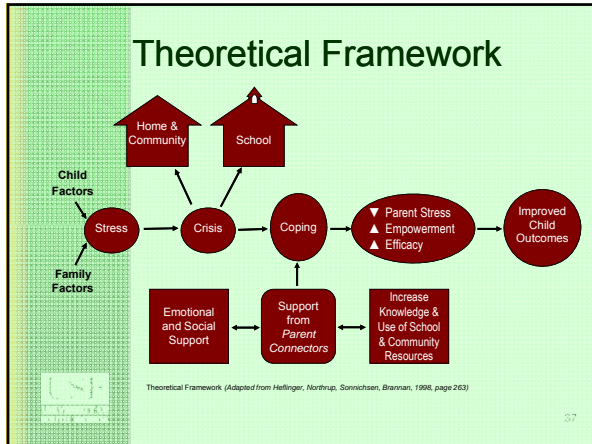 Theoretical Framework
Home &
Community
School
Child
Factors
Stress
Crisis
Coping
▼ Parent Stress
▲ Empowerment
▲ Efficacy
Improved
Child
Outcomes
Family
Factors
Emotional
and Social
Support
Support
from
Parent
Connectors
Increase
Knowledge &
Use of School
& Community
Resources
Theoretical Framework (Adapted from Heflinger, Northrup, Sonnichsen, Brannan, 1998, page 263)
37